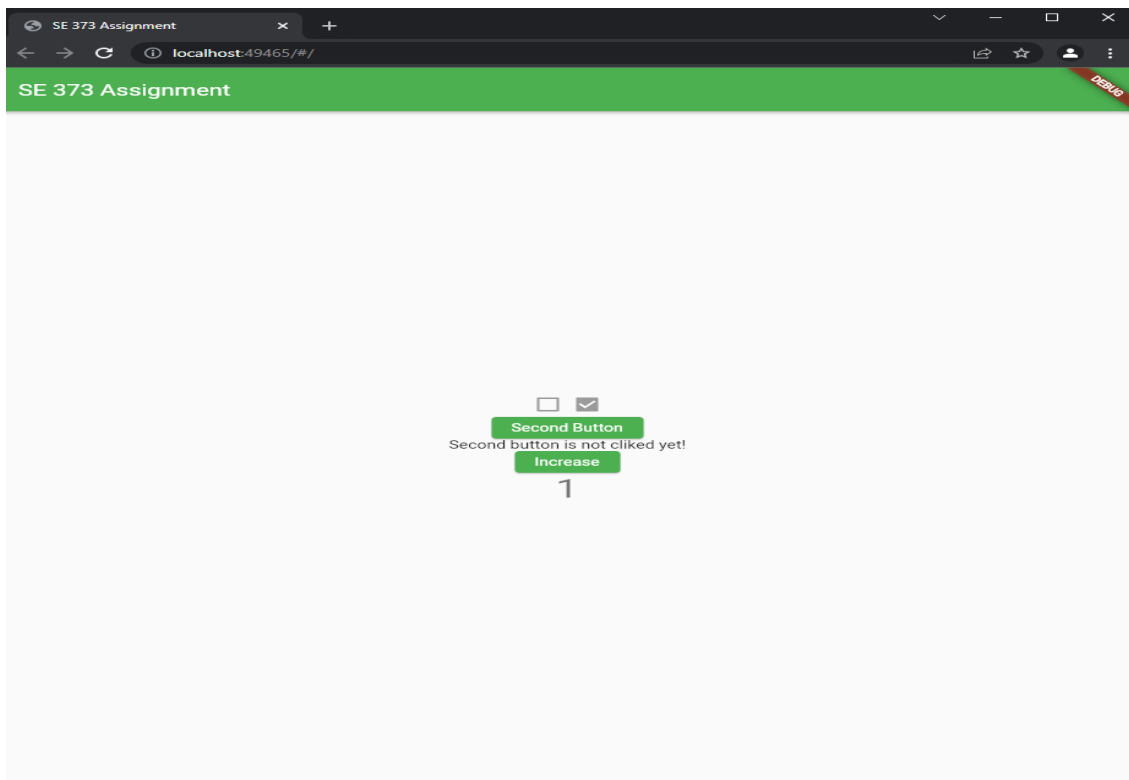 SE 373 Assignment
localhost:49465/#/
SE 373 Assignment
DEBUG
Second Button
Second button is not cliked yet!
Increase
1